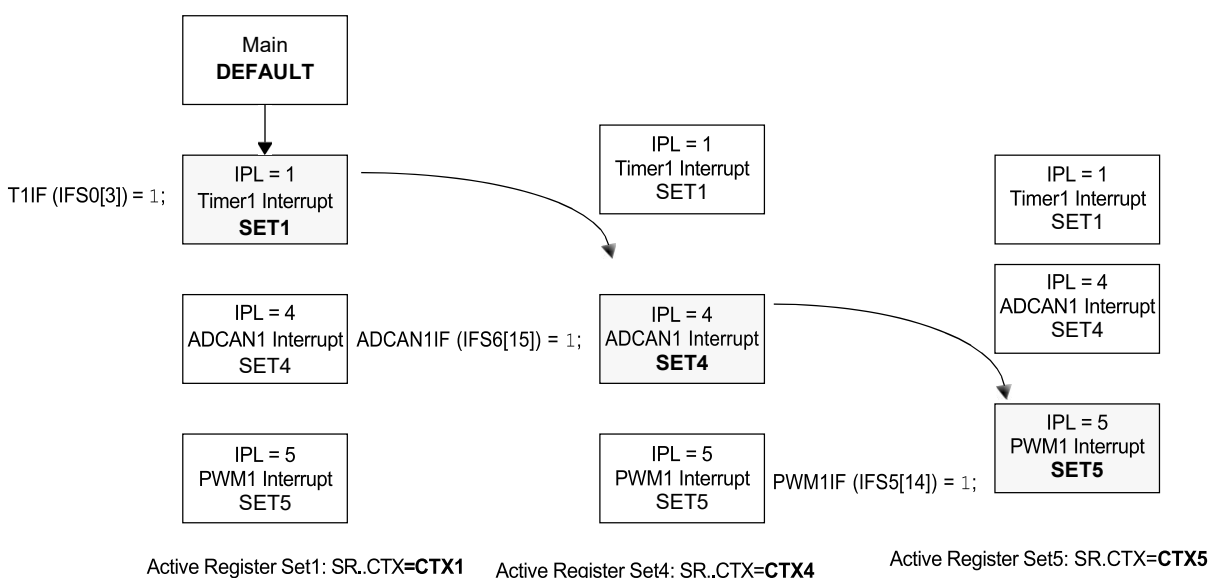 Main
DEFAULT
T1IF (IFS0[3]) = 1;
IPL = 1
Timer1 Interrupt
SET1
IPL = 4
ADCAN1 Interrupt
SET4
IPL = 5
PWM1 Interrupt
SET5
Active Register Set1: SR..CTX=CTX1
IPL = 1
Timer1 Interrupt
SET1
ADCAN1IF (IFS6[15]) = 1;
IPL = 4
ADCAN1 Interrupt
SET4
IPL = 5
PWM1 Interrupt
SET5
Active Register Set4: SR..CTX=CTX4
IPL = 1
Timer1 Interrupt
SET1
IPL = 4
ADCAN1 Interrupt
SET4
PWM1IF (IFS5[14]) = 1;
IPL = 5
PWM1 Interrupt
SET5
Active Register Set5: SR.CTX=CTX5